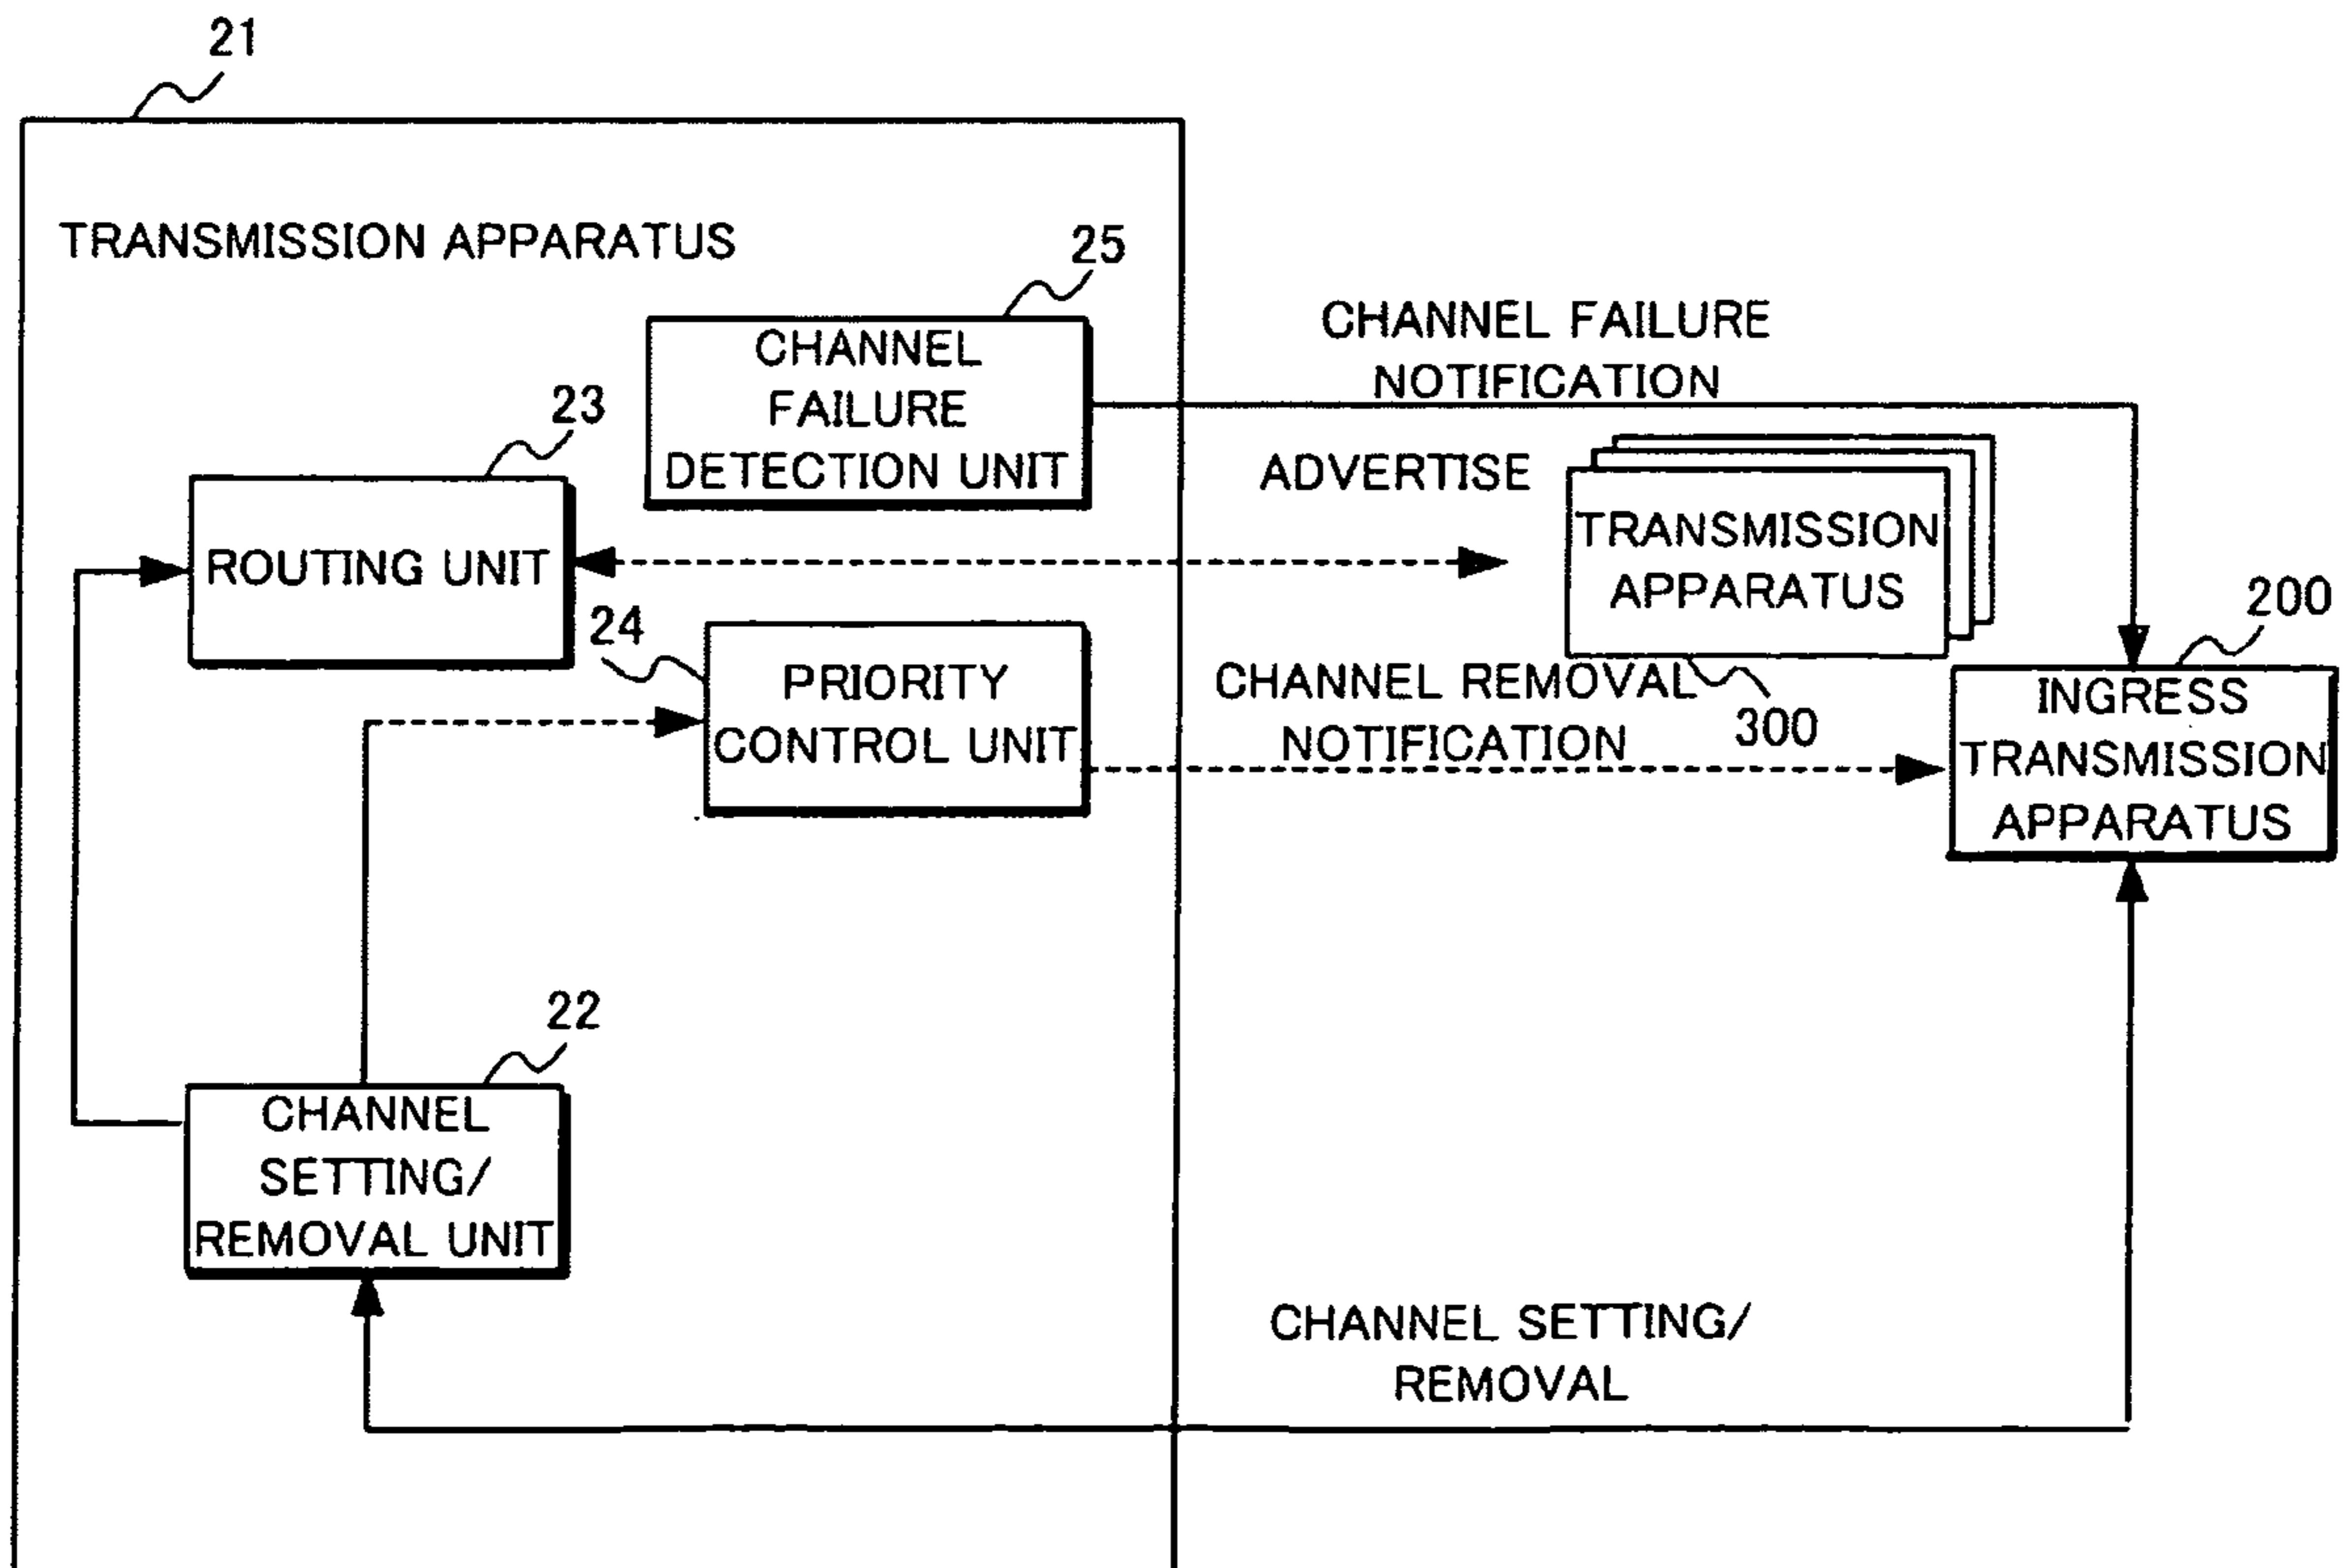 21
TRANSMISSION APPARATUS
25
CHANNEL
FAILURE
DETECTION UNIT
CHANNEL FAILURE
NOTIFICATION
23
ROUTING UNIT
ADVERTISE
TRANSMISSION
APPARATUS
300
24
PRIORITY
CONTROL UNIT
CHANNEL REMOVAL
NOTIFICATION
200
INGRESS
TRANSMISSION
APPARATUS
22
CHANNEL
SETTING/
REMOVAL UNIT
CHANNEL SETTING/
REMOVAL